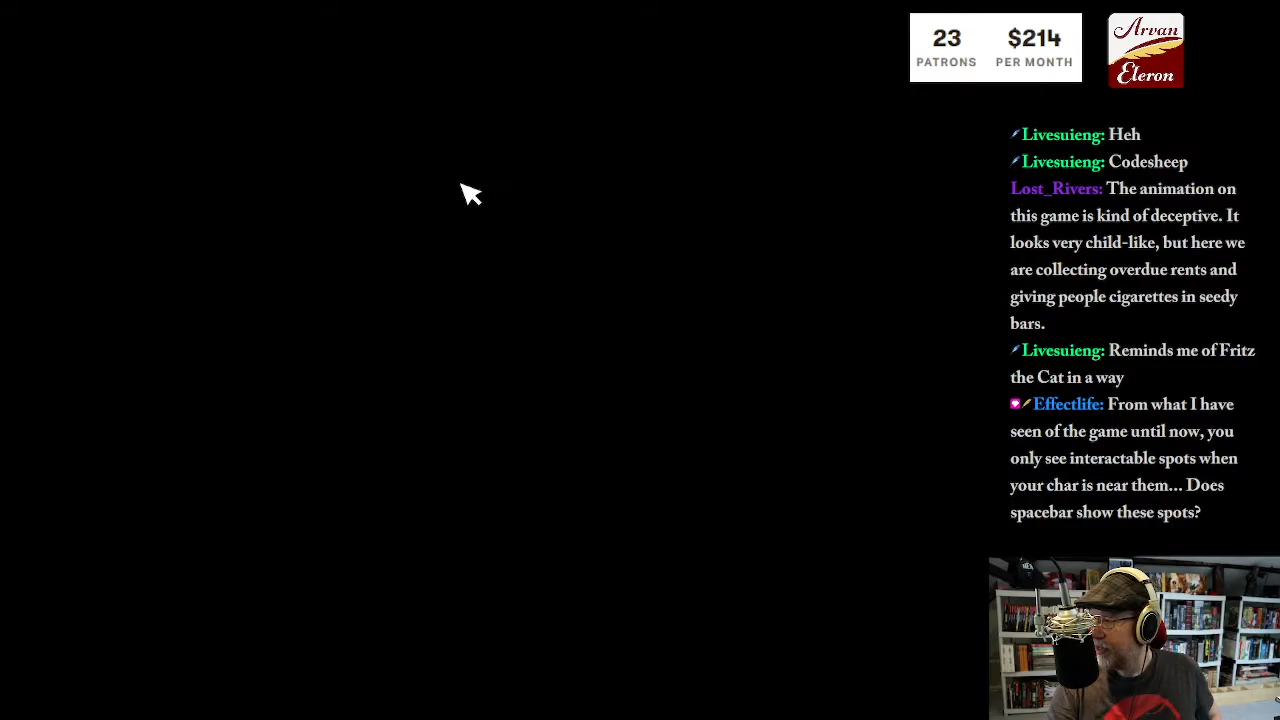 23
PATRONS
$214
PER MONTH
Arvan
Eleron
Livesuieng: Heh
Livesuieng: Codesheep
Lost_Rivers: The animation on
this game is kind of deceptive. It
looks very child-like, but here we
are collecting overdue rents and
giving people cigarettes in seedy
bars.
Livesuieng: Reminds me of Fritz
the Cat in a way
Effectlife: From what I have
seen of the game until now, you
only see interactable spots when
your char is near them... Does
spacebar show these spots?